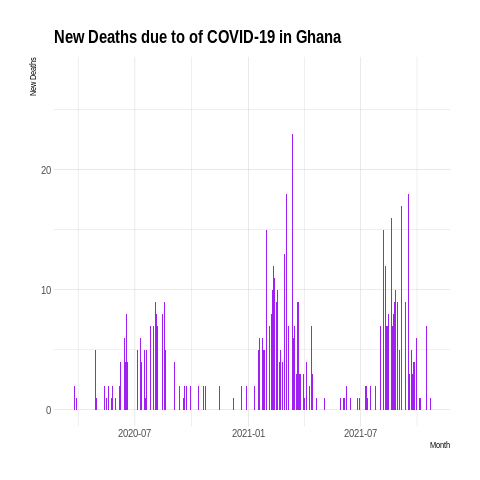 New Deaths due to of COVID-19 in Ghana
New Deaths
20
10
0
2020-07
2021-01
2021-07
Month